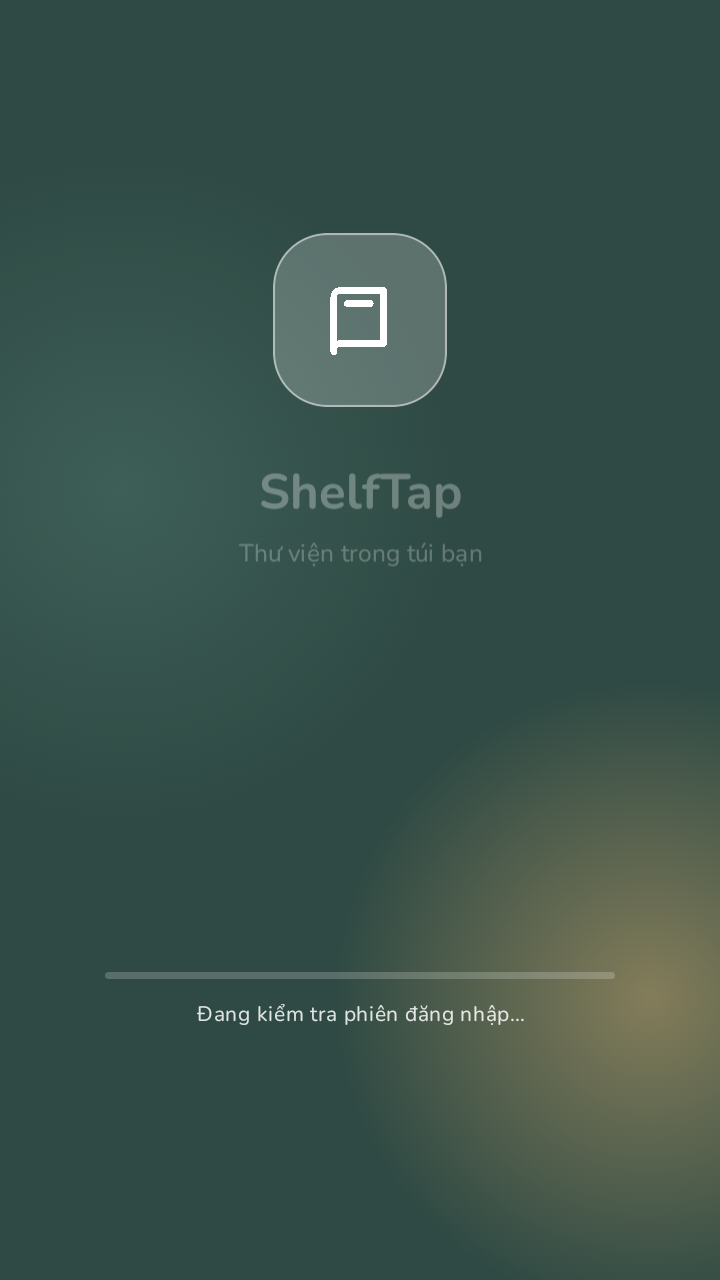 ShelfTap
Thư viện trong túi bạn
Đang kiểm tra phiên đăng nhập...